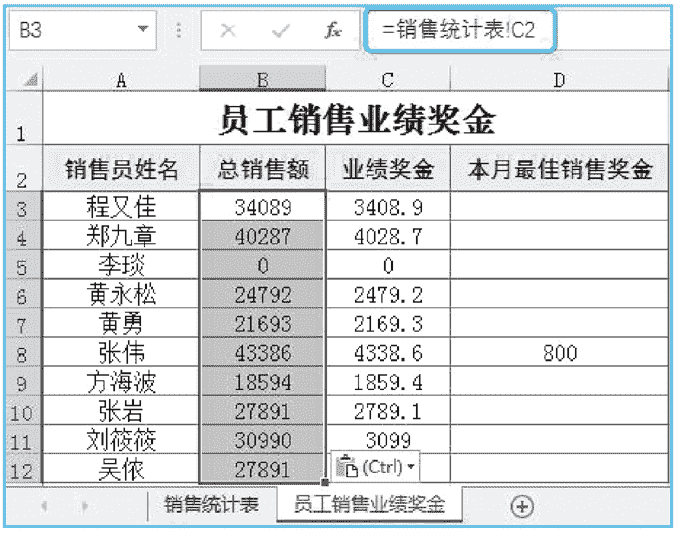 B3 fx =销售统计表!C2
A B C D
1 员工销售业绩奖金
2 销售员姓名 总销售额 业绩奖金 本月最佳销售奖金
3 程又佳 34089 3408.9
4 郑九章 40287 4028.7
5 李琰 0 0
6 黄永松 24792 2479.2
7 黄勇 21693 2169.3
8 张伟 43386 4338.6 800
9 方海波 18594 1859.4
10 张岩 27891 2789.1
11 刘筱筱 30990 3099
12 吴侬 27891 (Ctrl)
销售统计表 员工销售业绩奖金